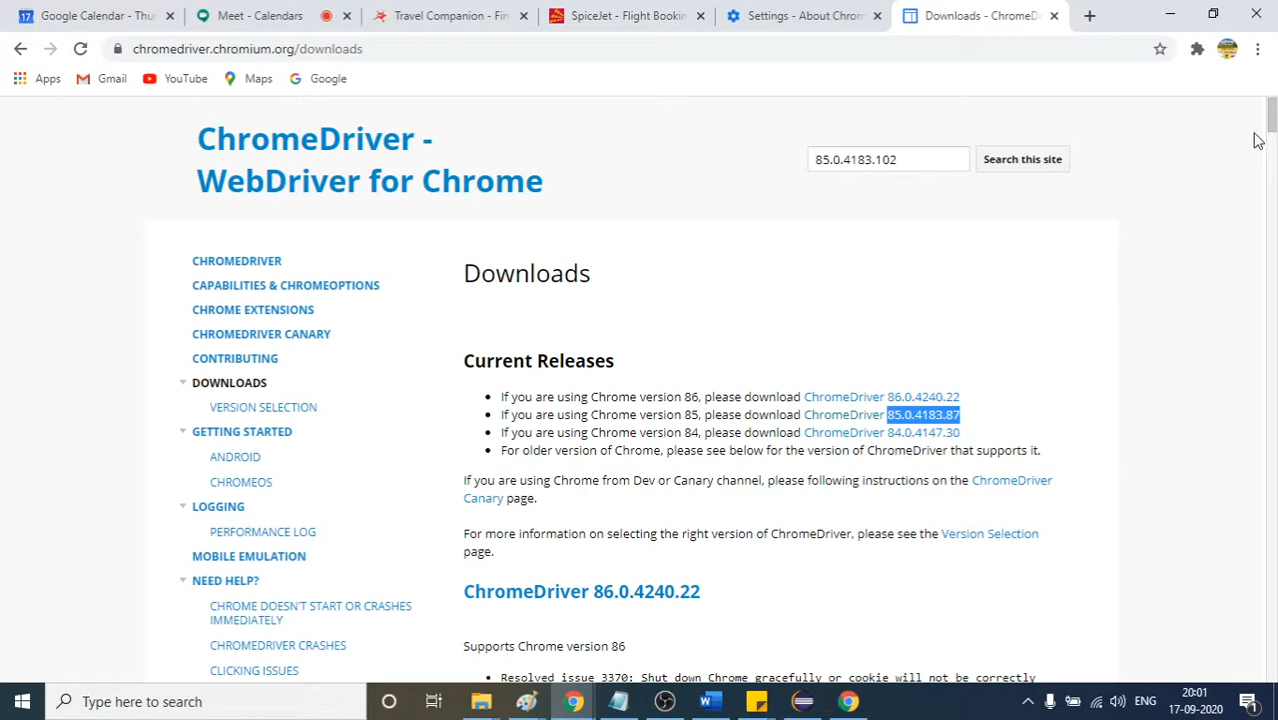 Google Calendar - Thu
Meet - Calendars
Travel Companion - Fin
SpiceJet - Flight Bookin
Settings - About Chrom
Downloads - ChromeD
chromedriver.chromium.org/downloads
Apps
Gmail
YouTube
Maps
Google
ChromeDriver -
WebDriver for Chrome
85.0.4183.102
Search this site
CHROMEDRIVER
CAPABILITIES & CHROMEOPTIONS
CHROME EXTENSIONS
CHROMEDRIVER CANARY
CONTRIBUTING
DOWNLOADS
VERSION SELECTION
GETTING STARTED
ANDROID
CHROMEOS
LOGGING
PERFORMANCE LOG
MOBILE EMULATION
NEED HELP?
CHROME DOESN'T START OR CRASHES
IMMEDIATELY
CHROMEDRIVER CRASHES
CLICKING ISSUES
Downloads
Current Releases
If you are using Chrome version 86, please download ChromeDriver 86.0.4240.22
If you are using Chrome version 85, please download ChromeDriver 85.0.4183.87
If you are using Chrome version 84, please download ChromeDriver 84.0.4147.30
For older version of Chrome, please see below for the version of ChromeDriver that supports it.
If you are using Chrome from Dev or Canary channel, please following instructions on the ChromeDriver
Canary page.
For more information on selecting the right version of ChromeDriver, please see the Version Selection
page.
ChromeDriver 86.0.4240.22
Supports Chrome version 86
Resolved issue 3370: Shut down Chrome gracefully or cookie will not be correctly
Type here to search
ENG
20:01
17-09-2020